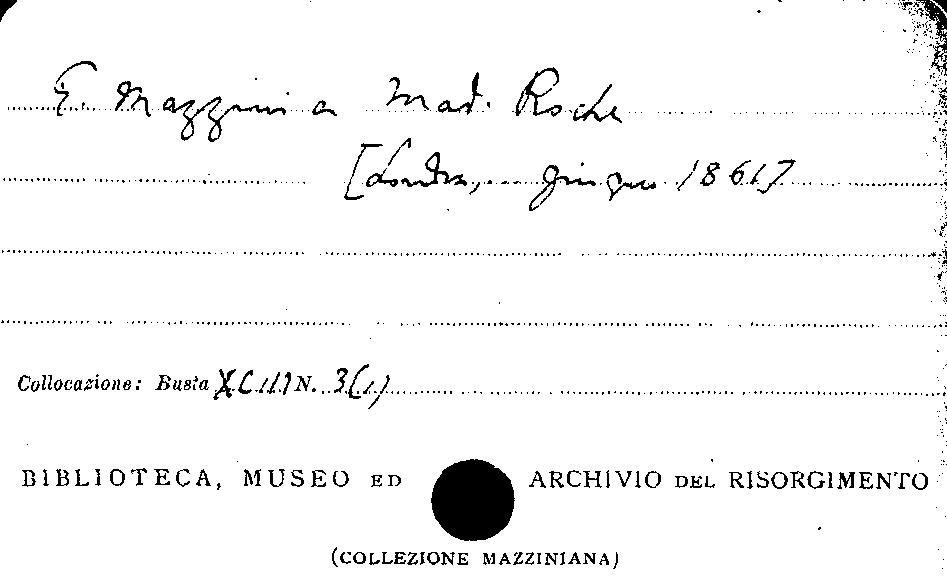 E. Mazzini a Mad. Roche
[Londra, ... giugno 1861]
Collocazione: Busta XCIII N. 3(1)
BIBLIOTECA, MUSEO ED ARCHIVIO DEL RISORGIMENTO
(COLLEZIONE MAZZINIANA)